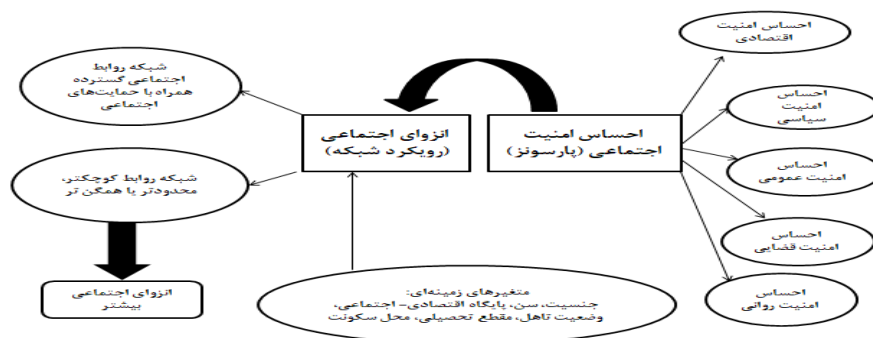 احساس امنیت
اقتصادی
احساس
امنیت
سیاسی
احساس
امنیت عمومی
احساس
امنیت قضایی
احساس
امنیت روانی
احساس امنیت
اجتماعی (پارسونز)
انزوای اجتماعی
(رویکرد شبکه)
شبکه روابط
اجتماعی گسترده
همراه با حمایت‌های
اجتماعی
شبکه روابط کوچکتر،
محدودتر یا همگن تر
انزوای اجتماعی
بیشتر
متغیرهای زمینه‌ای:
جنسیت، سن، پایگاه اقتصادی- اجتماعی،
وضعیت تاهل، مقطع تحصیلی، محل سکونت